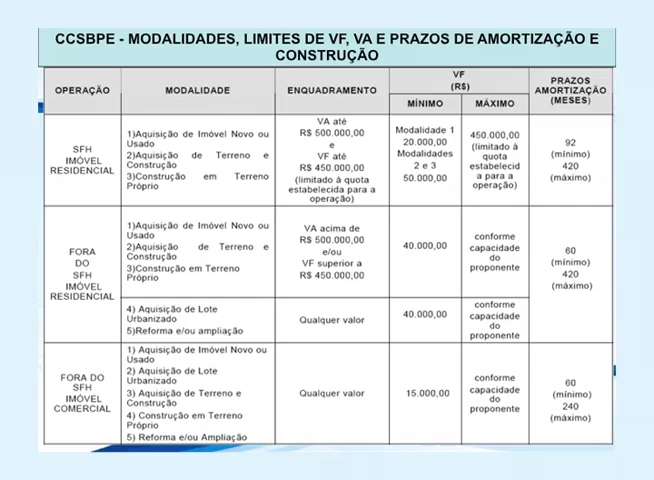 CCSBPE - MODALIDADES, LIMITES DE VF, VA E PRAZOS DE AMORTIZAÇÃO E
CONSTRUÇÃO
OPERAÇÃO
MODALIDADE
ENQUADRAMENTO
VF
(R$)
MÍNIMO
MÁXIMO
PRAZOS
AMORTIZAÇÃO
(MESES)
SFH
IMÓVEL
RESIDENCIAL
1)Aquisição de Imóvel Novo ou
Usado
2)Aquisição de Terreno e
Construção
3)Construção em Terreno
Próprio
VA até
R$ 500.000,00
e
VF até
R$ 450.000,00
(limitado à quota
estabelecida para a
operação)
Modalidade 1
20.000,00
Modalidades
2 e 3
50.000,00
450.000,00
(limitado à
quota
estabelecid
a para a
operação)
92
(mínimo)
420
(máximo)
FORA
DO
SFH
IMÓVEL
RESIDENCIAL
1)Aquisição de Imóvel Novo ou
Usado
2)Aquisição de Terreno e
Construção
3)Construção em Terreno
Próprio
VA acima de
R$ 500.000,00
e/ou
VF superior a
R$ 450.000,00
40.000,00
conforme
capacidade
do
proponente
60
(mínimo)
420
(máximo)
4) Aquisição de Lote
Urbanizado
5)Reforma e/ou ampliação
Qualquer valor
40.000,00
conforme
capacidade
do
proponente
FORA DO
SFH
IMÓVEL
COMERCIAL
1) Aquisição de Imóvel Novo ou
Usado
2) Aquisição de Lote
Urbanizado
3) Aquisição de Terreno e
Construção
4) Construção em Terreno
Próprio
5) Reforma e/ou Ampliação
Qualquer valor
15.000,00
conforme
capacidade
do
proponente
60
(mínimo)
240
(máximo)